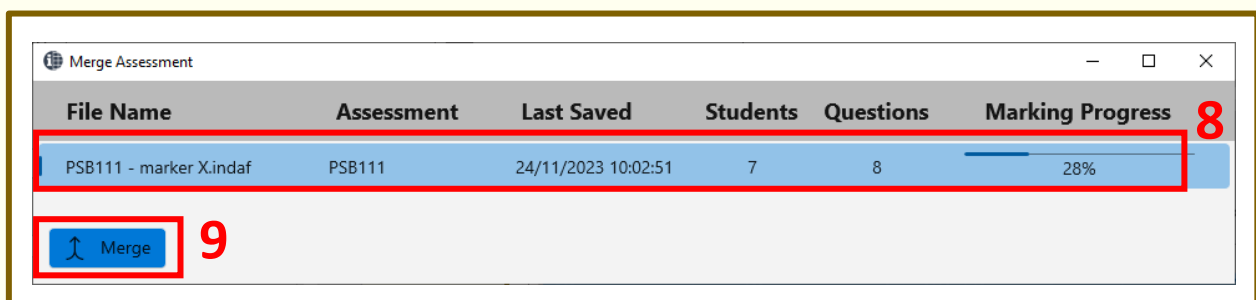 Merge Assessment
File Name Assessment Last Saved Students Questions Marking Progress
8
PSB111 - marker X.indaf PSB111 24/11/2023 10:02:51 7 8 28%
Merge 9